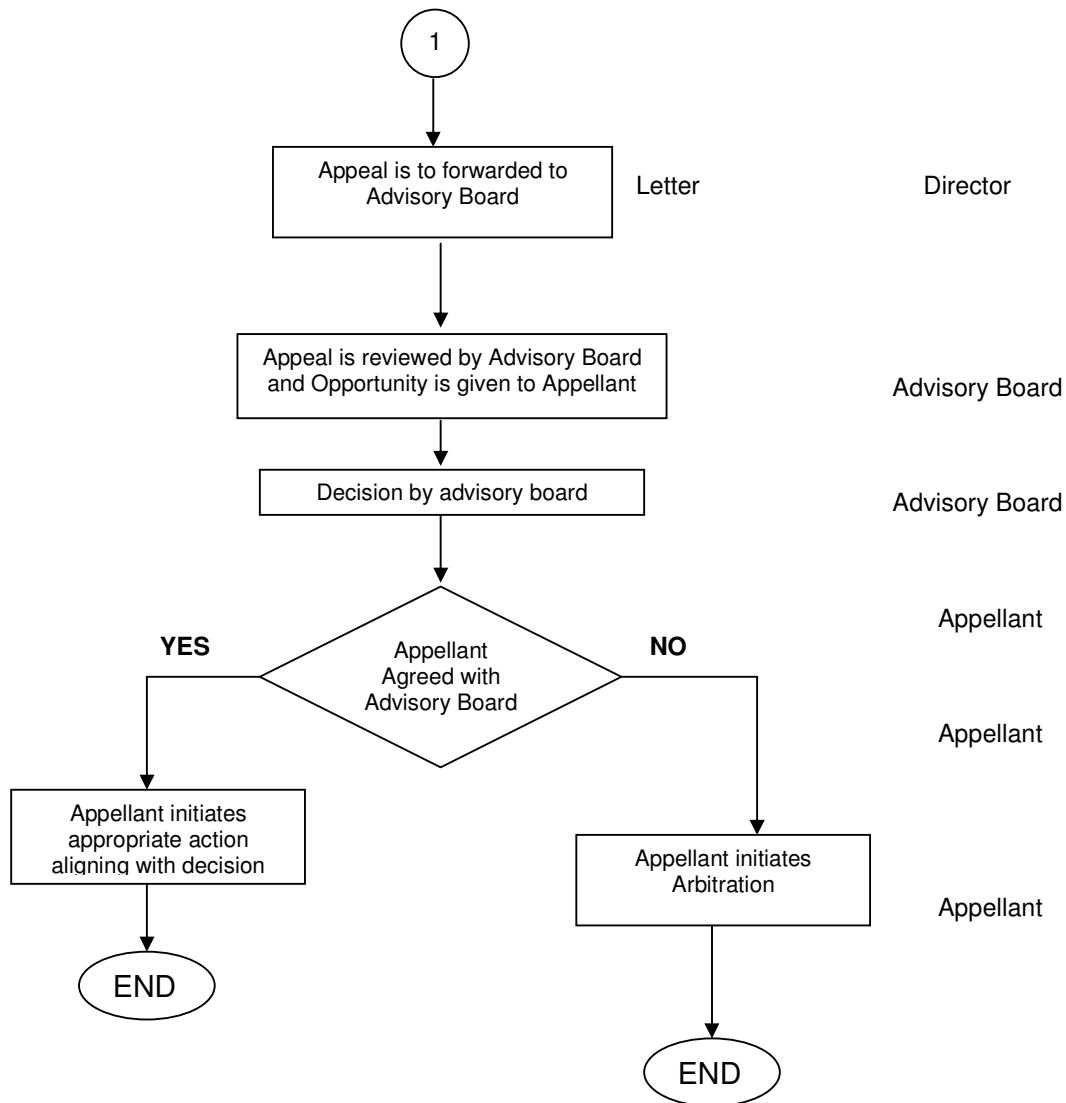 1
Appeal is to forwarded to
Advisory Board
Letter
Director
Appeal is reviewed by Advisory Board
and Opportunity is given to Appellant
Advisory Board
Decision by advisory board
Advisory Board
Appellant
YES
Appellant
Agreed with
Advisory Board
NO
Appellant
Appellant initiates
appropriate action
aligning with decision
Appellant initiates
Arbitration
Appellant
END
END